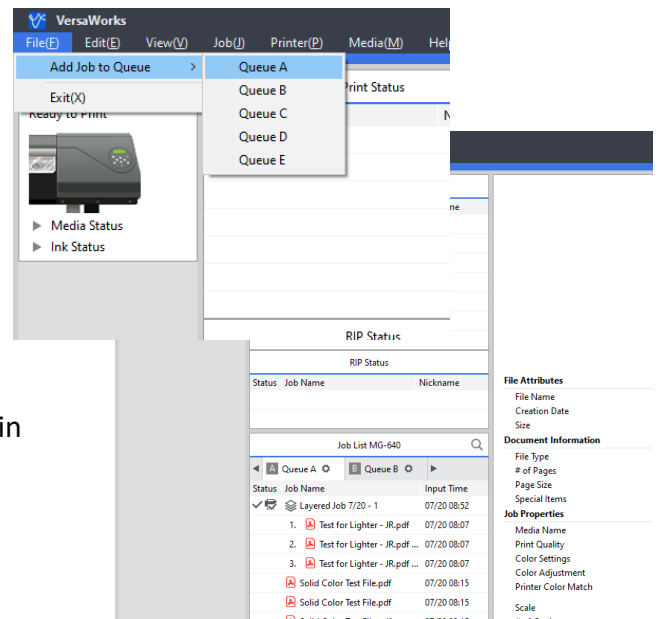 VersaWorks
File(F) Edit(E) View(V) Job(J) Printer(P) Media(M) Hel
Add Job to Queue > Queue A
Queue B
Exit(X)
Queue C
Queue D
Queue E
Print Status
Ready to Print
N
me
Media Status
Ink Status
RIP Status
RIP Status
Status Job Name Nickname
in
Job List MG-640
A Queue A B Queue B
Status Job Name Input Time
Layered Job 7/20 - 1 07/20 08:52
1. Test for Lighter - JR.pdf 07/20 08:07
2. Test for Lighter - JR.pdf ... 07/20 08:07
3. Test for Lighter - JR.pdf ... 07/20 08:07
Solid Color Test File.pdf 07/20 08:15
Solid Color Test File.pdf 07/20 08:15
File Attributes
File Name
Creation Date
Size
Document Information
File Type
# of Pages
Page Size
Special Items
Job Properties
Media Name
Print Quality
Color Settings
Color Adjustment
Printer Color Match
Scale